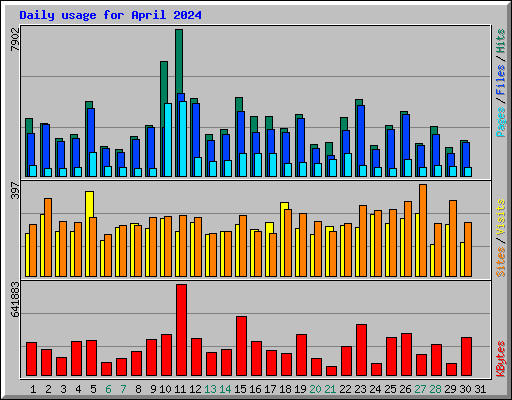 Daily usage for April 2024
7902
Pages / Files / Hits
397
Sites / Visits
641883
KBytes
1 2 3 4 5 6 7 8 9 10 11 12 13 14 15 16 17 18 19 20 21 22 23 24 25 26 27 28 29 30 31